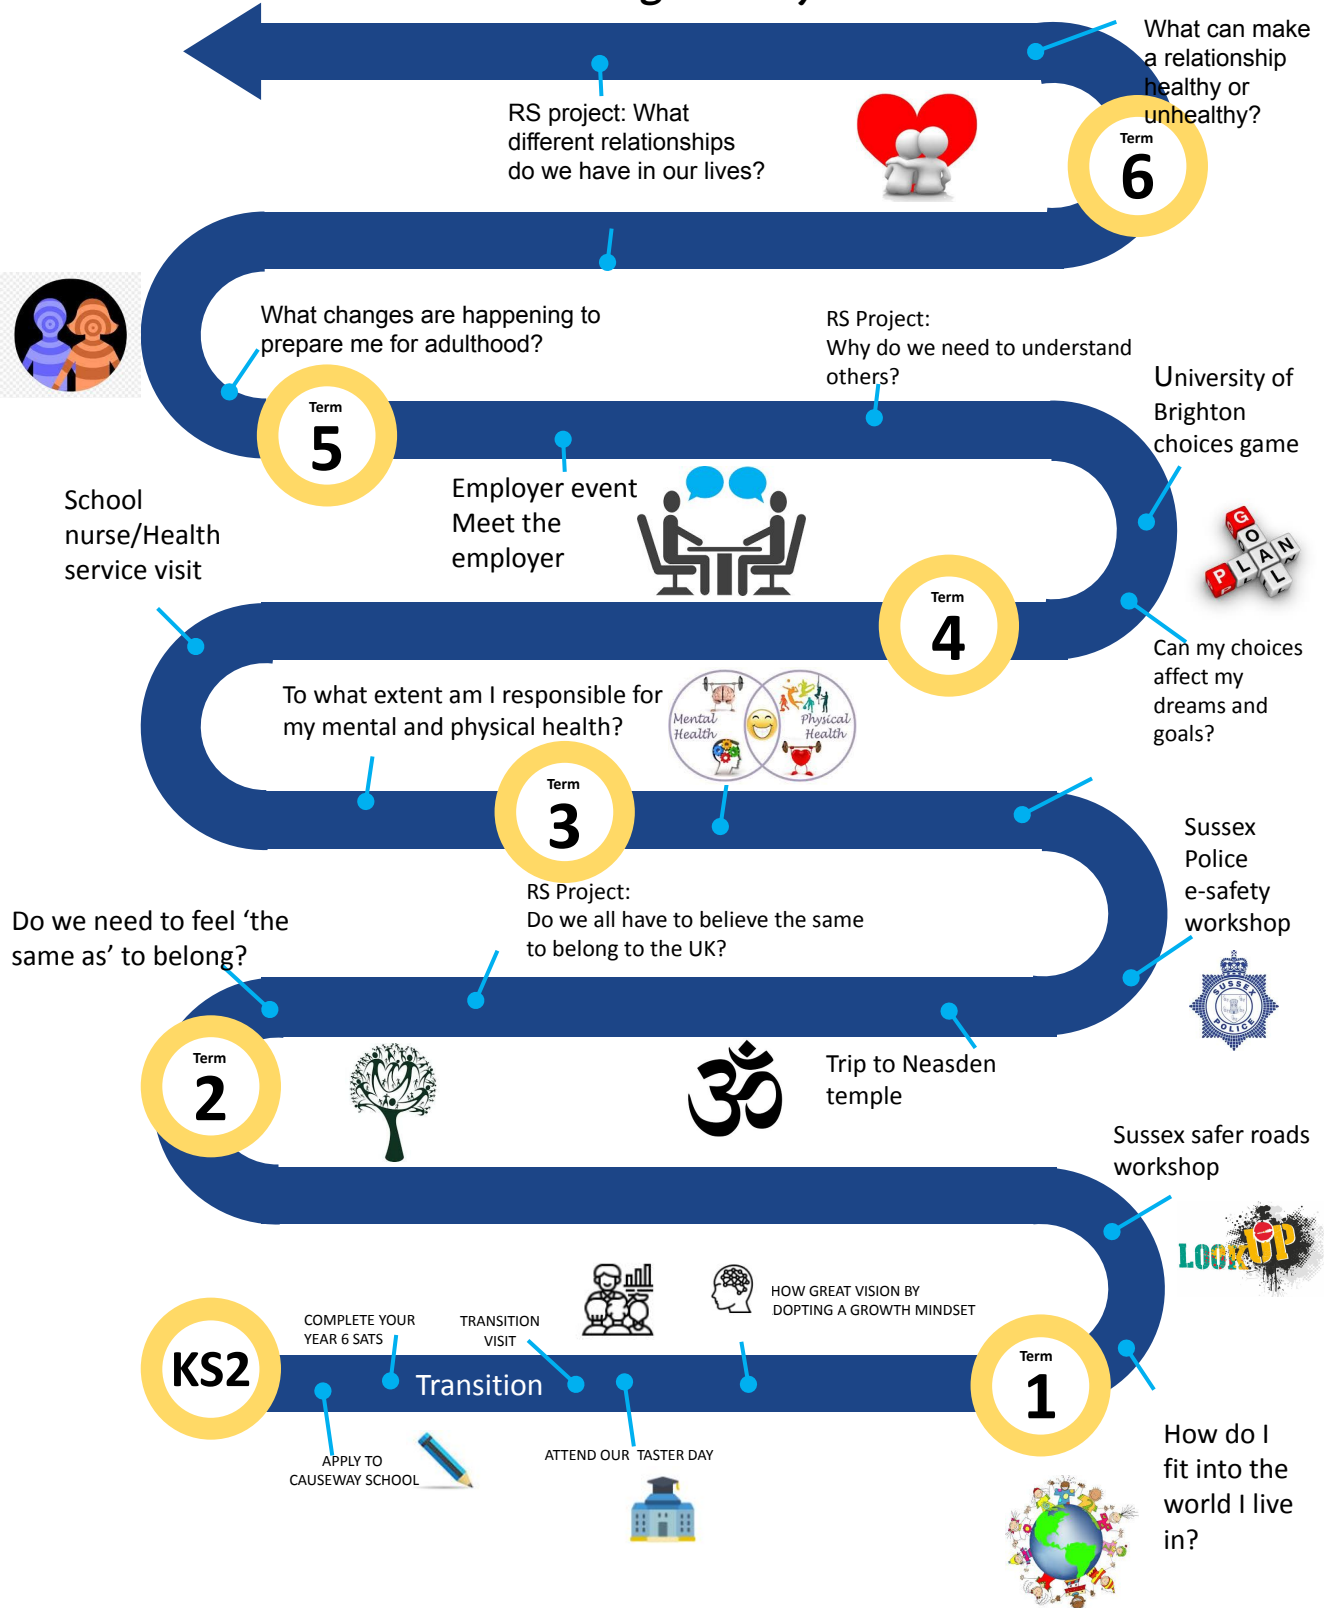 What can make
a relationship
healthy or
unhealthy?
RS project: What
different relationships
do we have in our lives?
Term
6
What changes are happening to
prepare me for adulthood?
RS Project:
Why do we need to understand
others?
University of
Brighton
choices game
Term
5
Employer event
Meet the
employer
School
nurse/Health
service visit
GOAL
PLAN
Term
4
Can my choices
affect my
dreams and
goals?
To what extent am I responsible for
my mental and physical health?
Mental
Health
Physical
Health
Term
3
Sussex
Police
e-safety
workshop
SUSSEX
POLICE
RS Project:
Do we all have to believe the same
to belong to the UK?
Do we need to feel ‘the
same as’ to belong?
Term
2
ॐ
Trip to Neasden
temple
Sussex safer roads
workshop
LOOK UP
HOW GREAT VISION BY
DOPTING A GROWTH MINDSET
COMPLETE YOUR
YEAR 6 SATS
TRANSITION
VISIT
KS2
Transition
Term
1
APPLY TO
CAUSEWAY SCHOOL
ATTEND OUR TASTER DAY
How do I
fit into the
world I live
in?